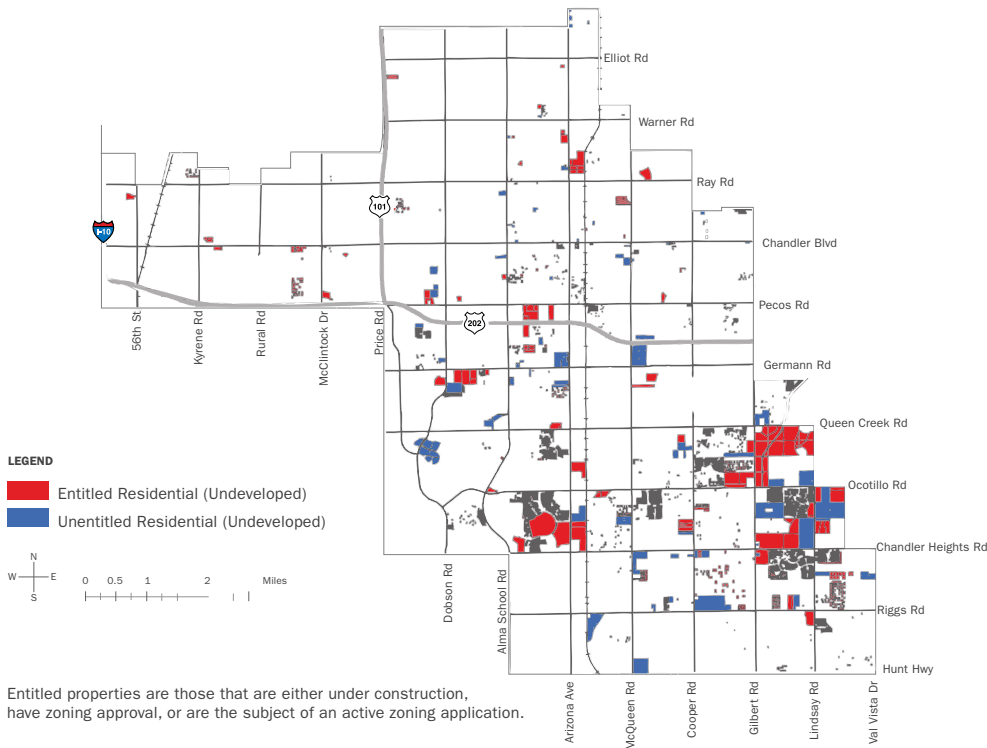 Elliot Rd
Warner Rd
Ray Rd
101
I-10
Chandler Blvd
Pecos Rd
202
56th St
Kyrene Rd
Rural Rd
McClintock Dr
Price Rd
Germann Rd
Queen Creek Rd
LEGEND
Entitled Residential (Undeveloped)
Unentitled Residential (Undeveloped)
Ocotillo Rd
Chandler Heights Rd
N
W E
S
0 0.5 1 2 Miles
Dobson Rd
Alma School Rd
Riggs Rd
Hunt Hwy
Arizona Ave
McQueen Rd
Cooper Rd
Gilbert Rd
Lindsay Rd
Val Vista Dr
Entitled properties are those that are either under construction,
have zoning approval, or are the subject of an active zoning application.